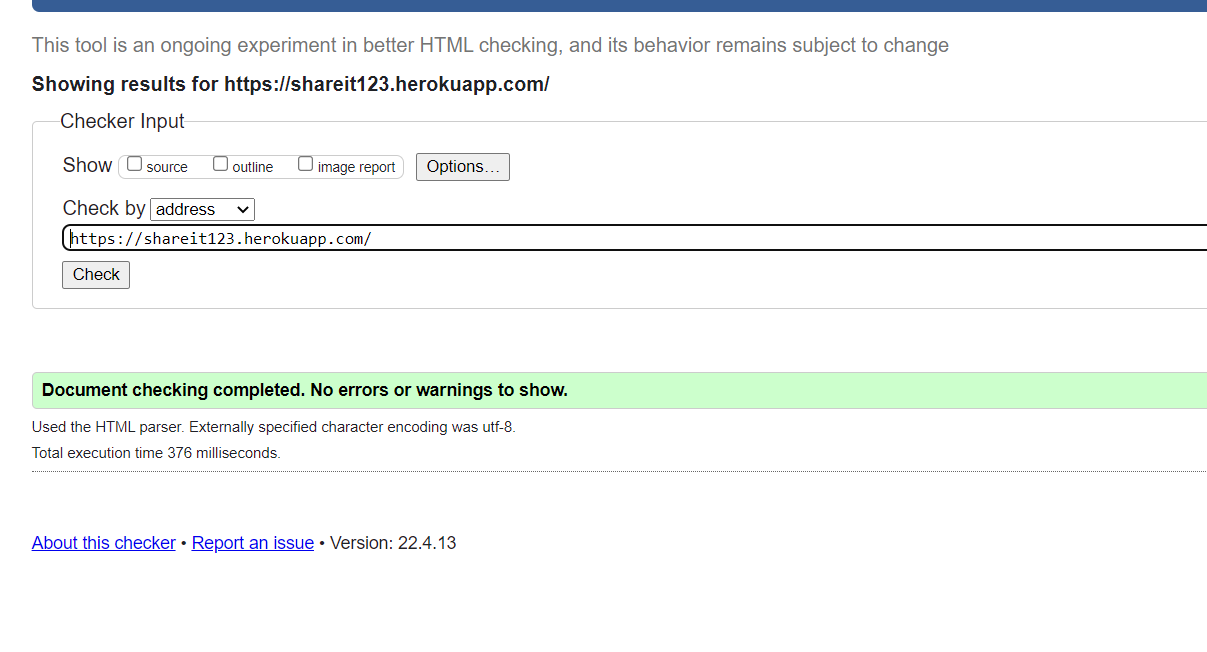 This tool is an ongoing experiment in better HTML checking, and its behavior remains subject to change
Showing results for https://shareit123.herokuapp.com/
Checker Input
Show source outline image report Options...
Check by address
https://shareit123.herokuapp.com/
Check
Document checking completed. No errors or warnings to show.
Used the HTML parser. Externally specified character encoding was utf-8.
Total execution time 376 milliseconds.
About this checker • Report an issue • Version: 22.4.13